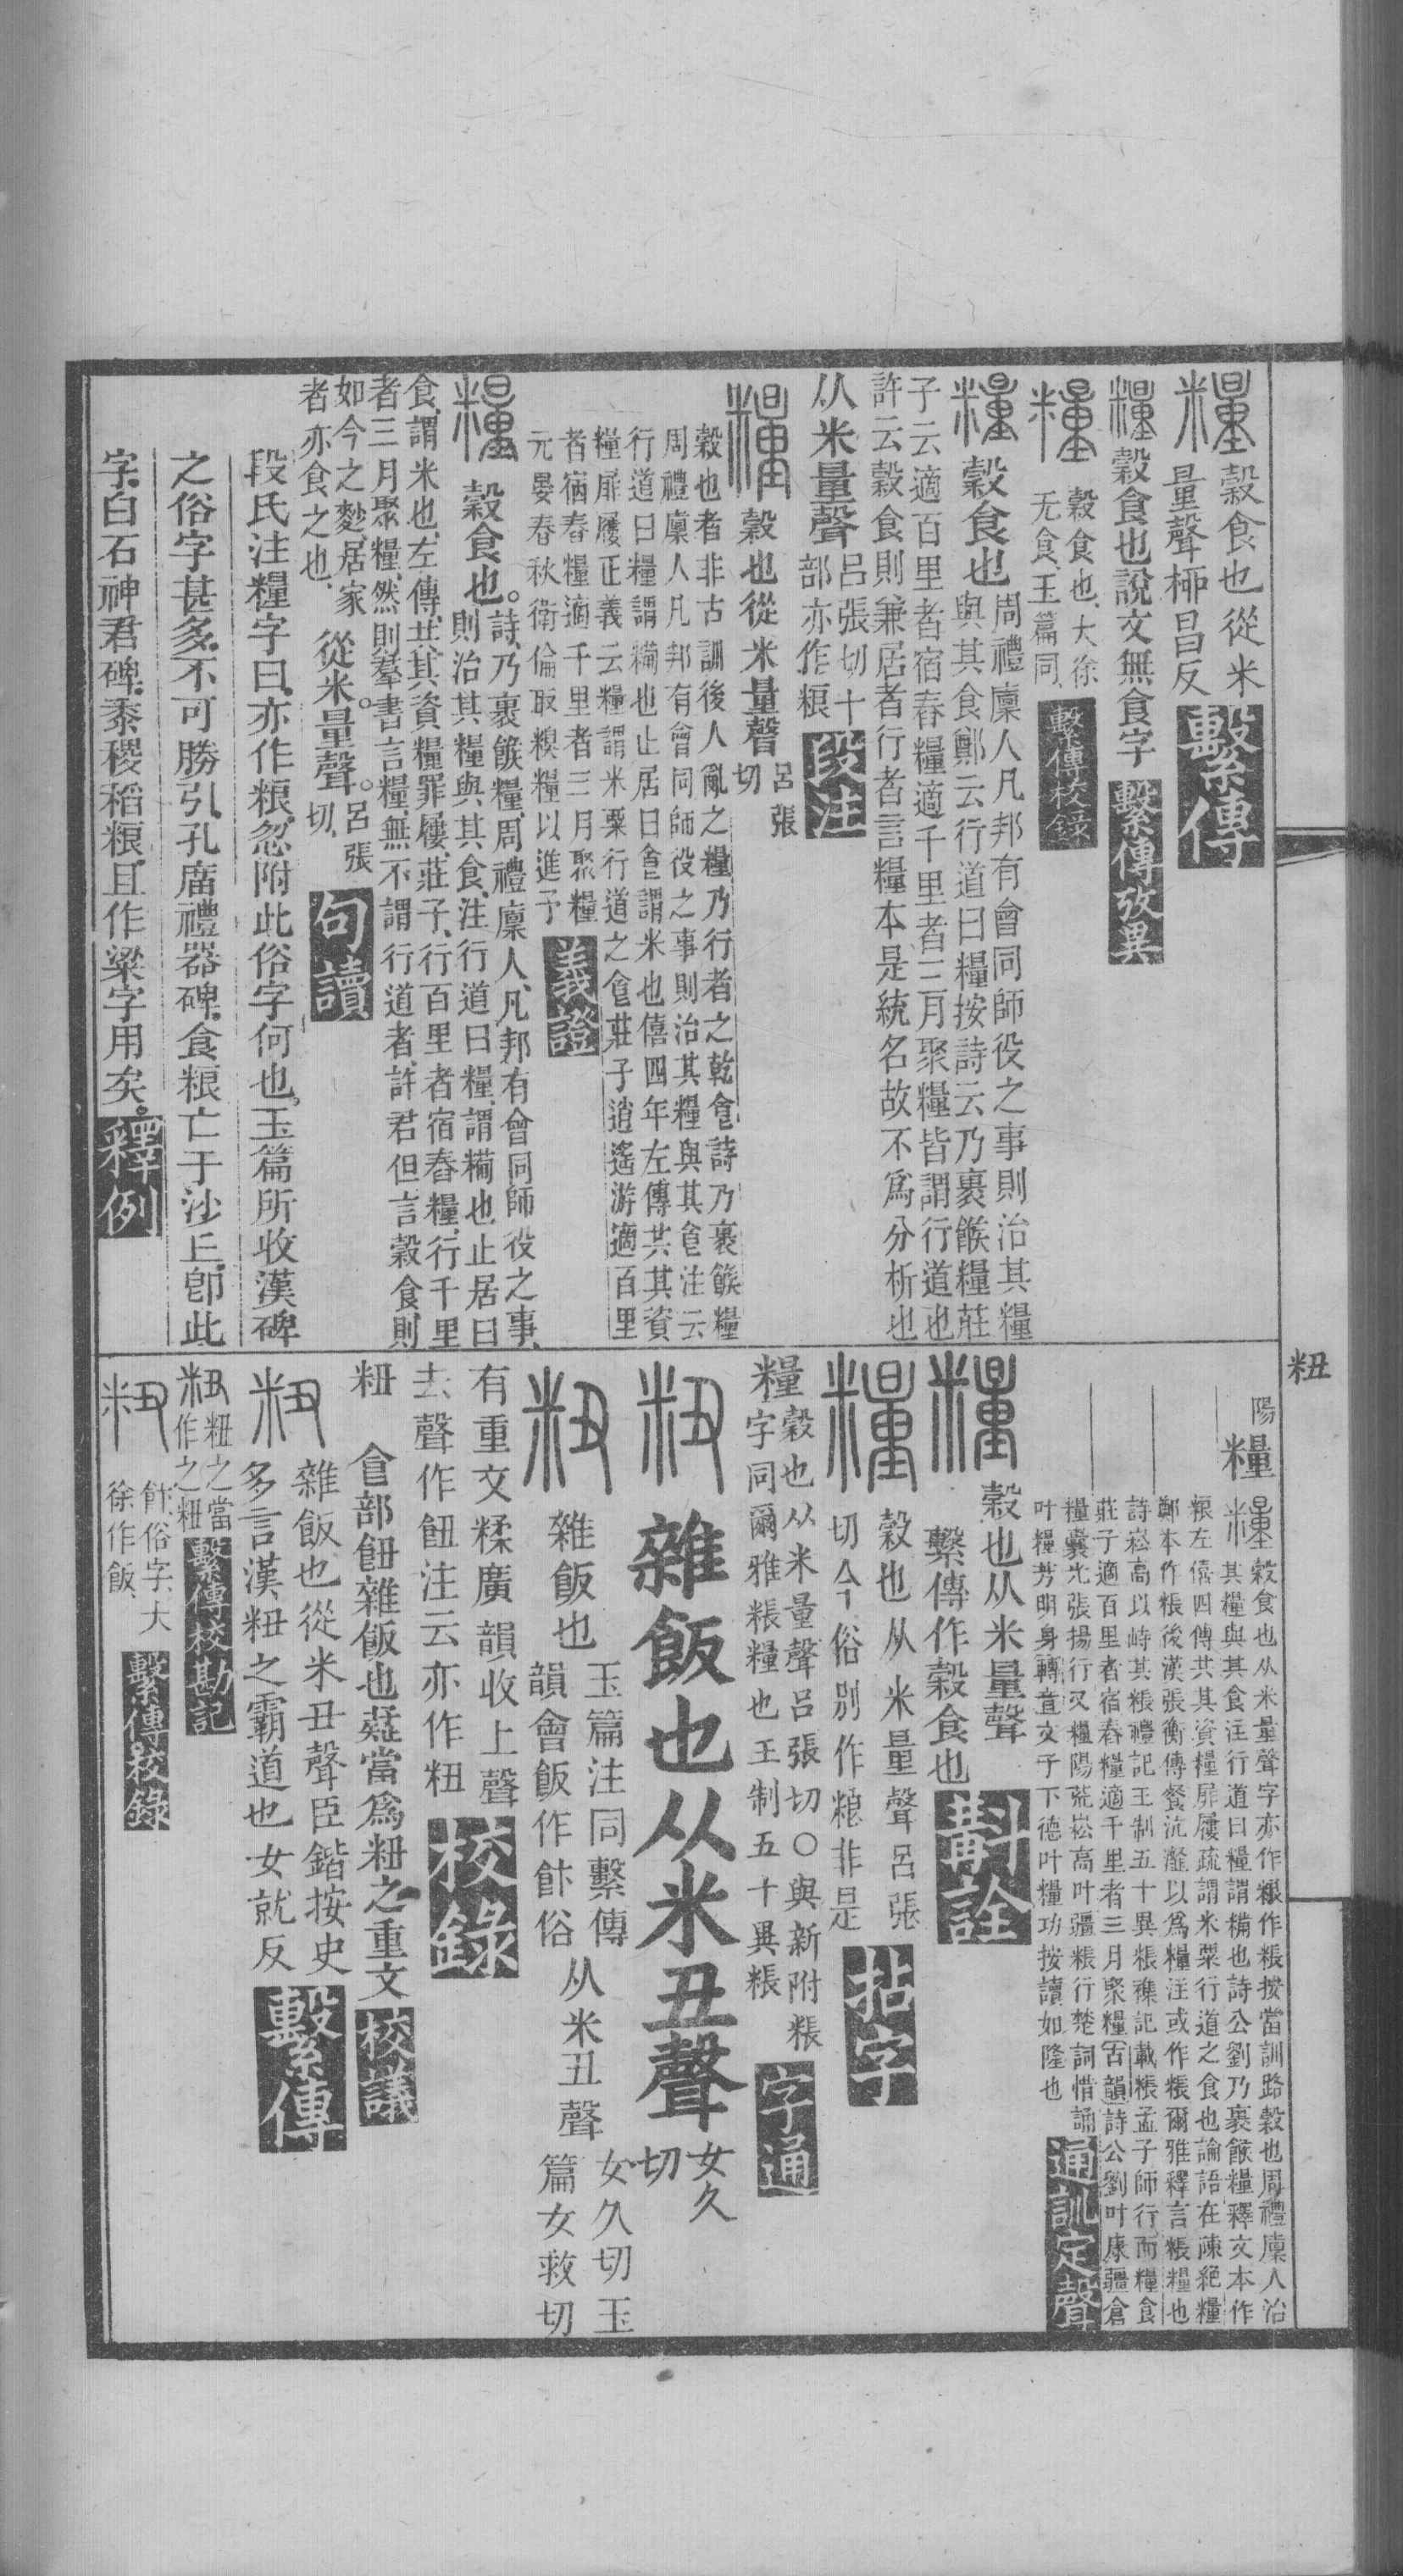 糧穀食也從米
量聲桺昌反繫傳
糧穀食也說文無食字繫傳攷異
糧穀食也、大徐
无食、玉篇同、繫傳校錄
糧穀食也周禮廩人凡邦有會同師役之事則治其糧
與其食鄭云行道曰糧按詩云乃裹餱糧莊
子云適百里者宿舂糧適千里者三月聚糧皆謂行道也
許云穀食則兼居者行者言糧本是統名故不爲分析也
从米量聲呂張切十
部亦作粮段注
糧穀也從米量聲呂張
切
穀也者非古訓後人亂之糧乃行者之乾食詩乃裹餱糧
周禮廩人凡邦有會同師役之事則治其糧與其食注云
行道曰糧謂糒也止居曰食謂米也僖四年左傳共其資
糧屝屨正義云糧謂米粟行道之食莊子逍遙游適百里
者宿舂糧適千里者三月聚糧
元晏春秋衛倫取糗糧以進予義證
糧穀食也。詩、乃裹餱糧、周禮廩人、凡邦有會同師役之事、
則治其糧與其食、注行道曰糧、謂糒也止居曰
食、謂米也、左傳、共其資糧罪屨、莊子、行百里者宿舂糧、行千里
者三月聚糧、然則羣書言糧、無不謂行道者、許君但言穀食、則
如今之麨、居家
者亦食之也、從米。量聲。呂張
切、句讀
段氏注糧字曰、亦作粮、忽附此俗字何也、玉篇所收漢碑
之俗字甚多、不可勝引、孔廟禮器碑、食粮亡于沙丘、卽此
字、白石神君碑、黍稷稻粮、且作粱字用矣。釋例
粈
陽
糧糧穀食也从米量聲字亦作粮作粻按當訓路穀也周禮廩人治
其糧與其食注行道曰糧謂糒也詩公劉乃裹餱糧釋文本作
粮左僖四傳共其資糧屝屨疏謂米粟行道之食也論語在陳絕糧
鄭本作粻後漢張衡傳餐沆瀣以爲糧注或作粻爾雅釋言粻糧也
詩崧高以峙其粻禮記王制五十異粻襍記載粻孟子師行而糧食
莊子適百里者宿舂糧適千里者三月聚糧古韻詩公劉叶康疆倉
糧囊光張揚行又糧陽荒崧高叶疆粻行楚詞惜誦
叶糧芳明身轉音文子下德叶糧功按讀如隆也通訓定聲
糧穀也从米量聲
繫傳作穀食也斠詮
糧穀也从米量聲呂張
切今俗別作粮非是拈字
糧穀也从米量聲呂張切○與新附粻
字同爾雅粻糧也王制五十異粻字通
粈雜飯也从米丑聲女久
切
粈雜飯也玉篇注同繫傳
韻會飯作飰俗从米丑聲女久切玉
篇女救切
有重文糅廣韻收上聲
去聲作飷注云亦作粈校錄
粈　食部飷雜飯也㽸當爲粈之重文校議
粈雜飯也從米丑聲臣鍇按史
多言漢粈之霸道也女就反繫傳
粈粈之當
作之粈繫傳校勘記
粈飰、俗字、大
徐作飯、繫傳校錄